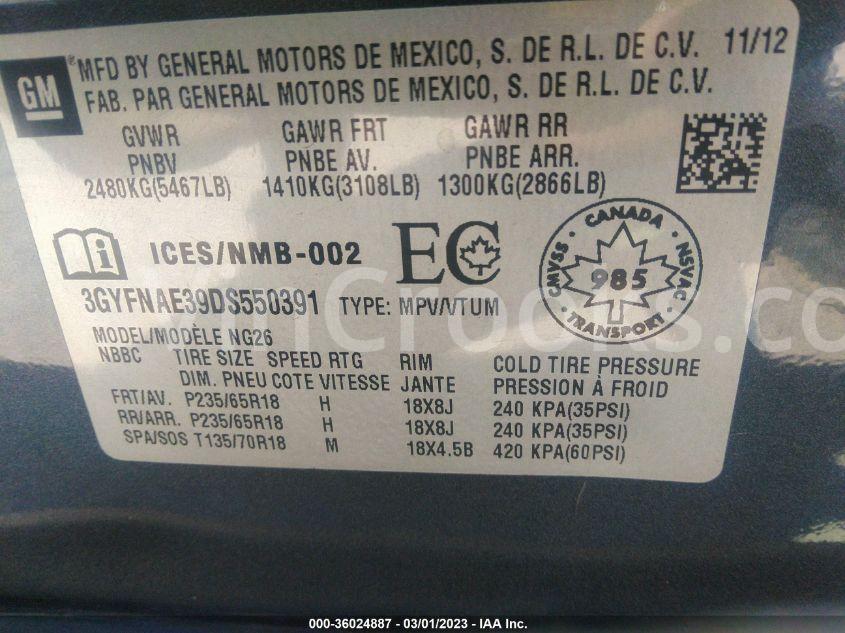 GM
® MFD BY GENERAL MOTORS DE MEXICO, S. DE R.L. DE C.V. 11/12
FAB. PAR GENERAL MOTORS DE MEXICO, S. DE R.L. DE C.V.
GVWR GAWR FRT GAWR RR
PNBV PNBE AV. PNBE ARR.
2480KG(5467LB) 1410KG(3108LB) 1300KG(2866LB)
ICES/NMB-002 EC
CANADA
CMVSS 985 NSVAC
TRANSPORT
3GYFNAE39DS550391 TYPE: MPV/VTUM
MODEL/MODÈLE NG26
NBBC TIRE SIZE SPEED RTG RIM COLD TIRE PRESSURE
DIM. PNEU COTE VITESSE JANTE PRESSION À FROID
FRT/AV. P235/65R18 H 18X8J 240 KPA(35PSI)
RR/ARR. P235/65R18 H 18X8J 240 KPA(35PSI)
SPA/SOS T135/70R18 M 18X4.5B 420 KPA(60PSI)
000-36024887 - 03/01/2023 - IAA Inc.